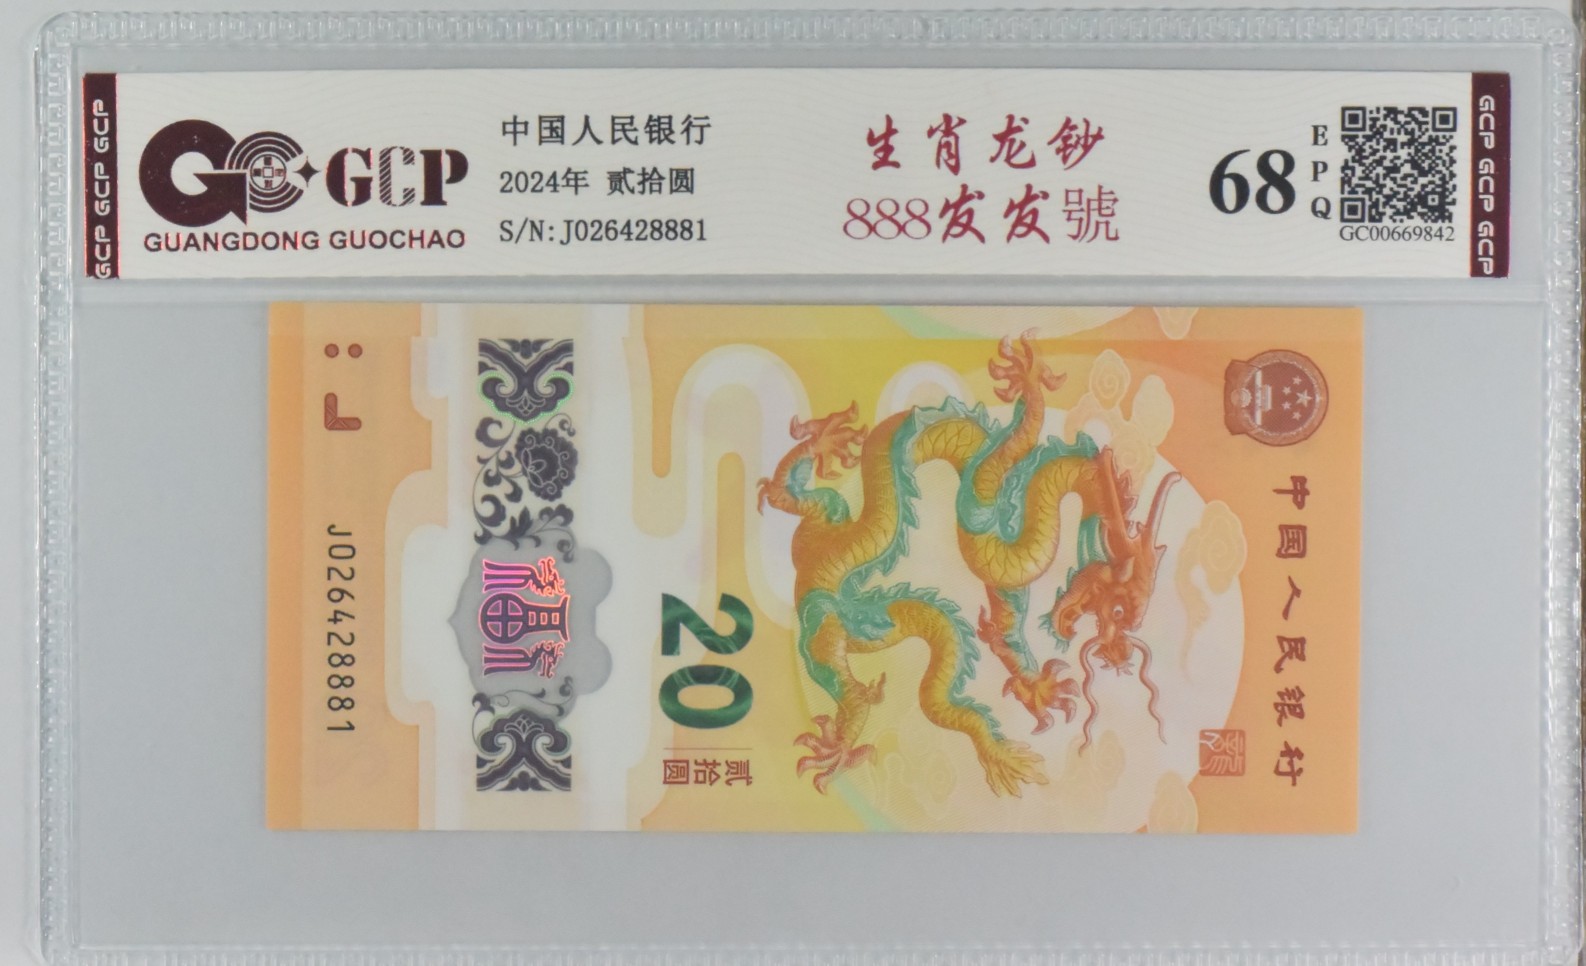 GCP GCP GCP
GCP
GUANGDONG GUOCHAO
中国人民银行
2024年 贰拾圆
S/N:J026428881
生肖龙钞
888发发號
68
EPQ
GC00669842
GCP GCP GCP
中国人民银行
20
贰拾圆
J026428881